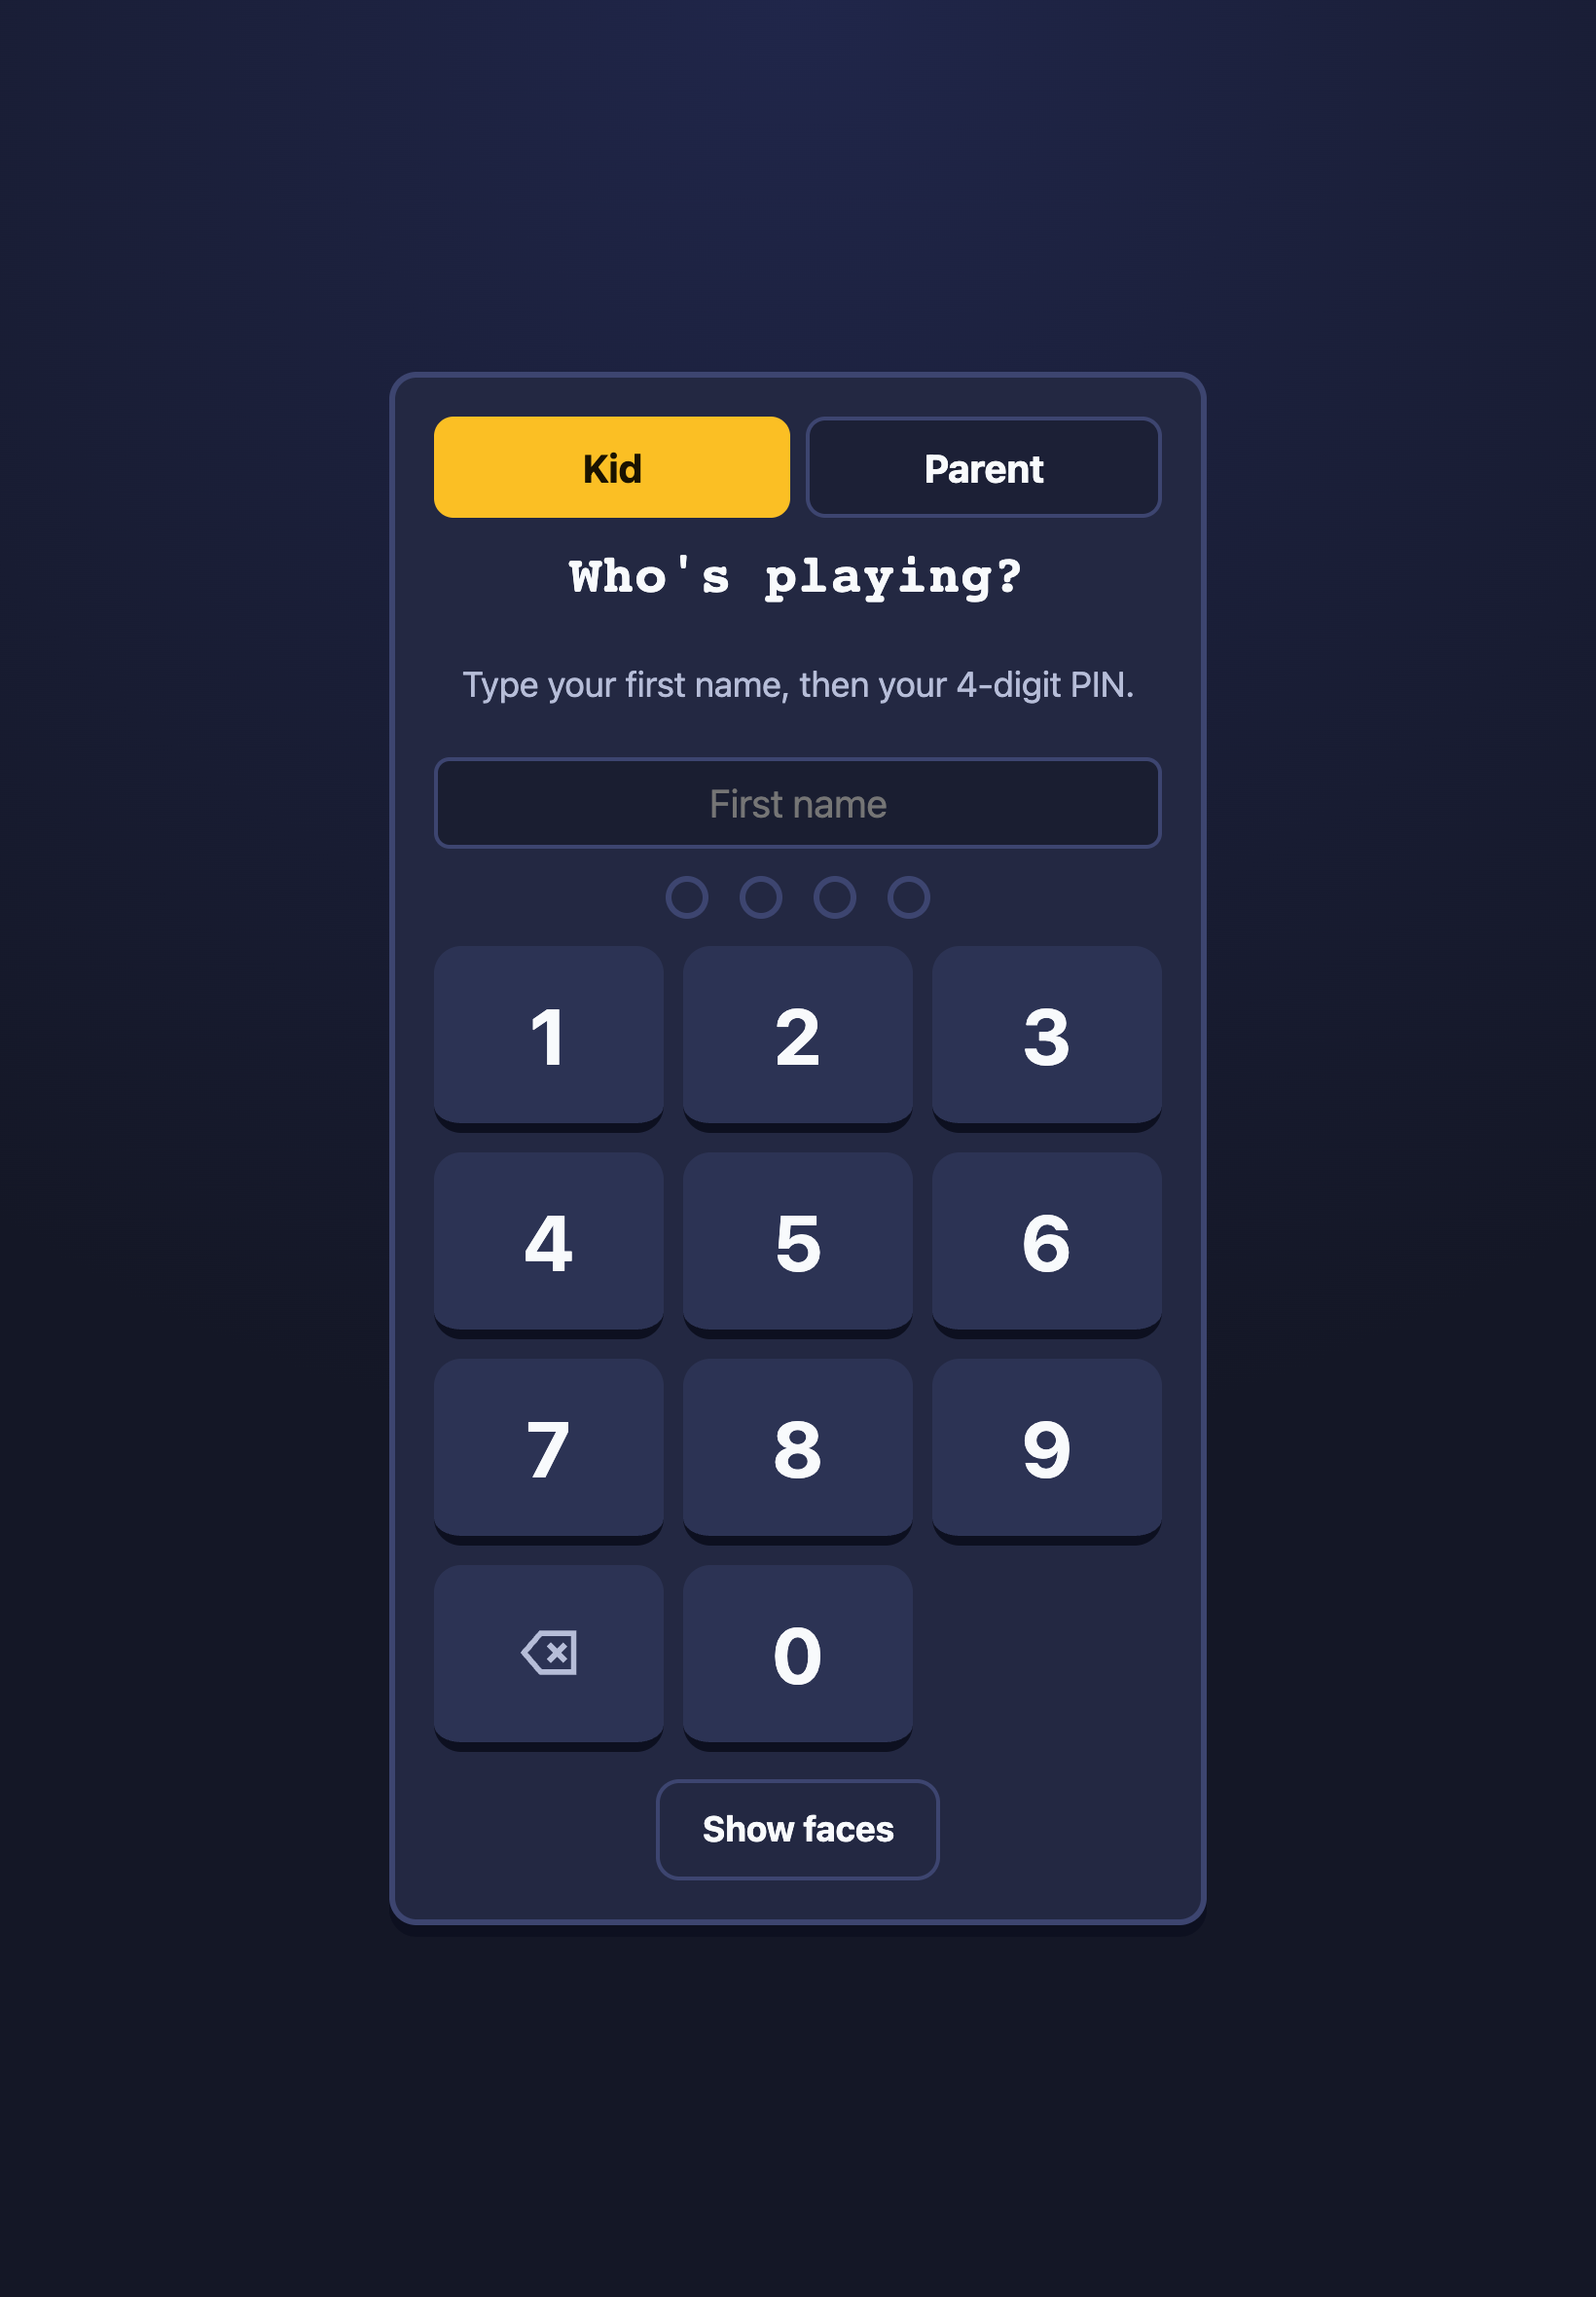 Kid Parent
Who's playing?
Type your first name, then your 4-digit PIN.
First name
1 2 3
4 5 6
7 8 9
0
Show faces